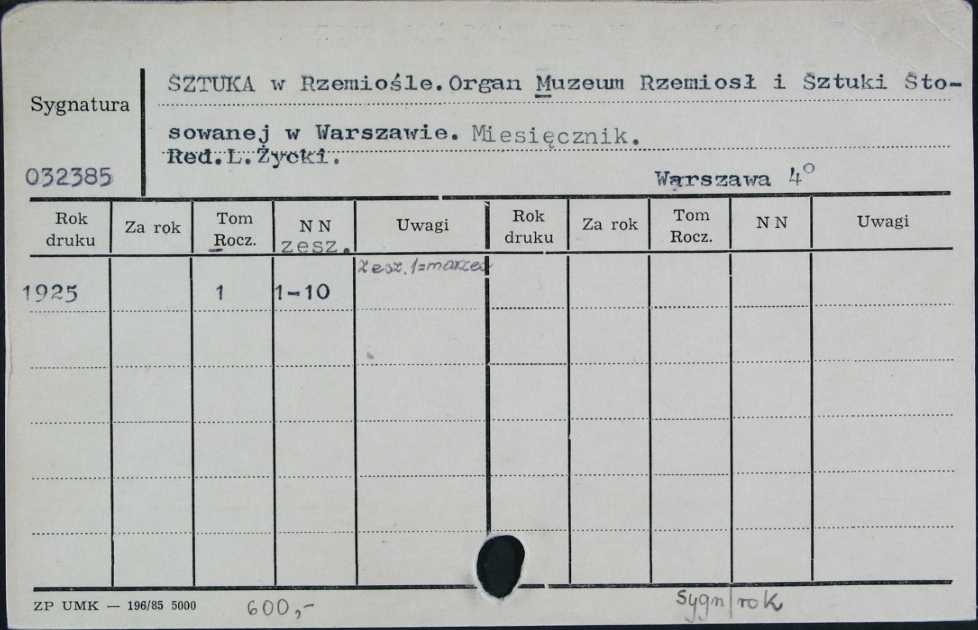 SZTUKA w Rzemiośle.Organ Muzeum Rzemiosł i Sztuki Sto-
Sygnatura
sowanej w Warszawie. Miesięcznik.
Red.L.Życki.
032385
Warszawa 4°
Rok druku Za rok Tom Rocz. N N zesz. Uwagi Rok druku Za rok Tom Rocz. N N Uwagi
zesz. 1=marzec
1925 1 1-10
ZP UMK — 196/85 5000 600,- Sygn/rok